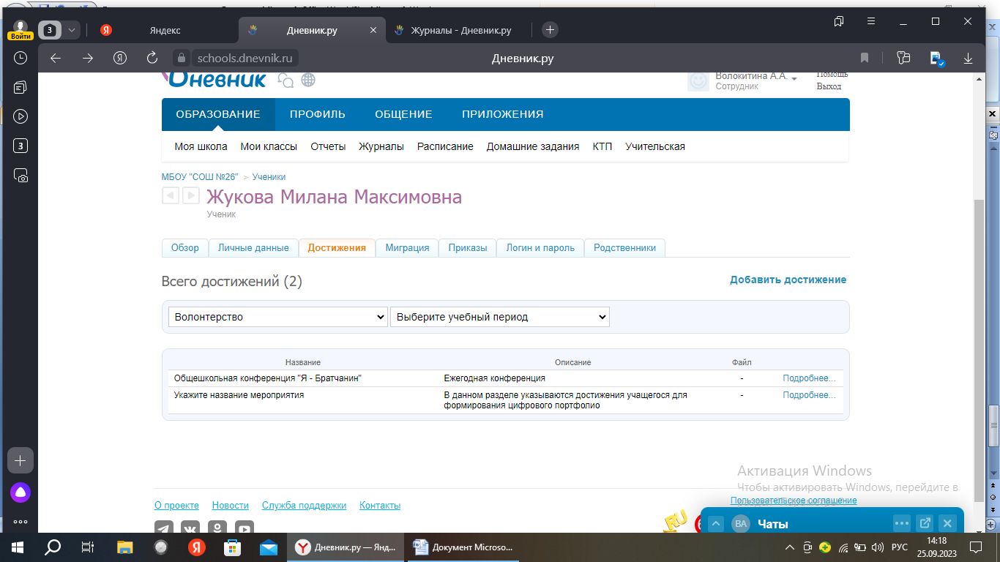 Войти
3
Яндекс
Дневник.ру
Журналы - Дневник.ру
schools.dnevnik.ru
Дневник.ру
Дневник
Волокитина А.А.
Сотрудник
Помощь
Выход
ОБРАЗОВАНИЕ ПРОФИЛЬ ОБЩЕНИЕ ПРИЛОЖЕНИЯ
Моя школа Мои классы Отчеты Журналы Расписание Домашние задания КТП Учительская
3
МБОУ "СОШ №26" > Ученики
Жукова Милана Максимовна
Ученик
Обзор Личные данные Достижения Миграция Приказы Логин и пароль Родственники
Всего достижений (2)
Добавить достижение
Волонтерство Выберите учебный период
Название Описание Файл
Общешкольная конференция "Я - Братчанин" Ежегодная конференция - Подробнее...
Укажите название мероприятия В данном разделе указываются достижения учащегося для - Подробнее...
формирования цифрового портфолио
Активация Windows
Чтобы активировать Windows, перейдите в
Пользовательское соглашение
О проекте Новости Служба поддержки Контакты
.RU
ВА Чаты
Дневник.ру — Янд...
Документ Microso...
РУС
14:18
25.09.2023